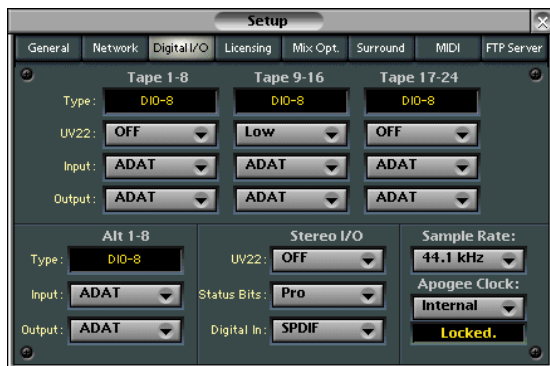 Setup
General Network Digital I/O Licensing Mix Opt. Surround MIDI FTP Server
Tape 1-8 Tape 9-16 Tape 17-24
Type: DIO-8 DIO-8 DIO-8
UV22: OFF Low OFF
Input: ADAT ADAT ADAT
Output: ADAT ADAT ADAT
Alt 1-8 Stereo I/O Sample Rate:
Type: DIO-8 UV22: OFF 44.1 kHz
Apogee Clock:
Input: ADAT Status Bits: Pro Internal
Output: ADAT Digital In: SPDIF Locked.